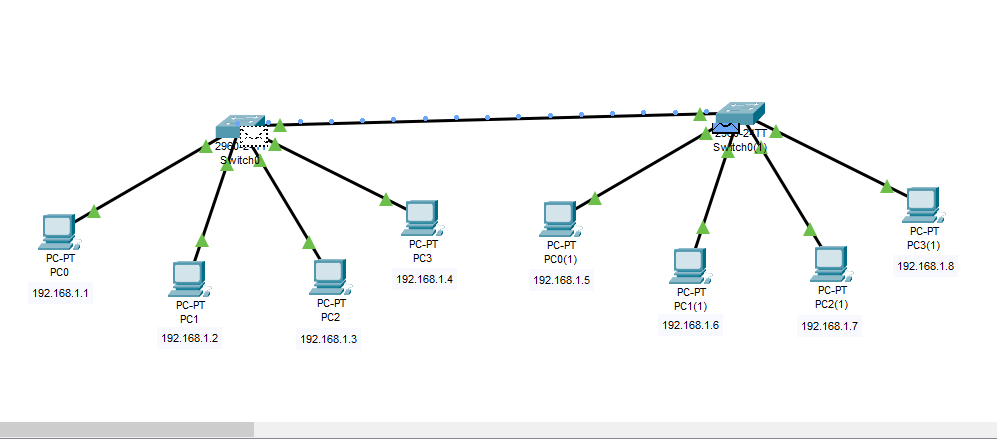 Switch0
Switch0(1)
PC-PT
PC0
192.168.1.1
PC-PT
PC1
192.168.1.2
PC-PT
PC2
192.168.1.3
PC-PT
PC3
192.168.1.4
PC-PT
PC0(1)
192.168.1.5
PC-PT
PC1(1)
192.168.1.6
PC-PT
PC2(1)
192.168.1.7
PC-PT
PC3(1)
192.168.1.8